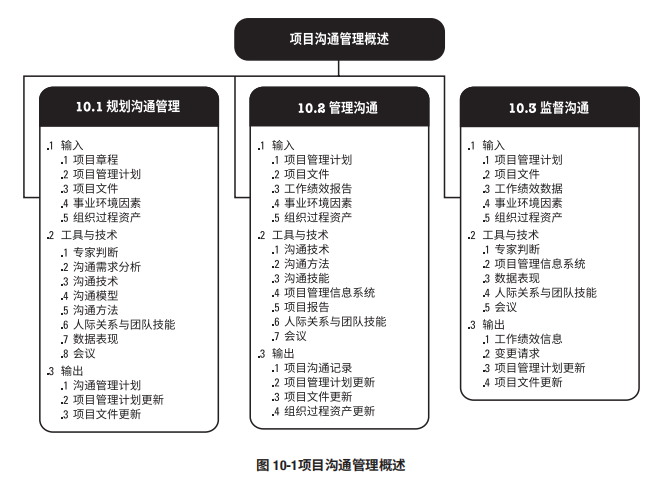 项目沟通管理概述
10.1 规划沟通管理
.1 输入
.1 项目章程
.2 项目管理计划
.3 项目文件
.4 事业环境因素
.5 组织过程资产
.2 工具与技术
.1 专家判断
.2 沟通需求分析
.3 沟通技术
.4 沟通模型
.5 沟通方法
.6 人际关系与团队技能
.7 数据表现
.8 会议
.3 输出
.1 沟通管理计划
.2 项目管理计划更新
.3 项目文件更新
10.2 管理沟通
.1 输入
.1 项目管理计划
.2 项目文件
.3 工作绩效报告
.4 事业环境因素
.5 组织过程资产
.2 工具与技术
.1 沟通技术
.2 沟通方法
.3 沟通技能
.4 项目管理信息系统
.5 项目报告
.6 人际关系与团队技能
.7 会议
.3 输出
.1 项目沟通记录
.2 项目管理计划更新
.3 项目文件更新
.4 组织过程资产更新
10.3 监督沟通
.1 输入
.1 项目管理计划
.2 项目文件
.3 工作绩效数据
.4 事业环境因素
.5 组织过程资产
.2 工具与技术
.1 专家判断
.2 项目管理信息系统
.3 数据表现
.4 人际关系与团队技能
.5 会议
.3 输出
.1 工作绩效信息
.2 变更请求
.3 项目管理计划更新
.4 项目文件更新
图 10-1项目沟通管理概述